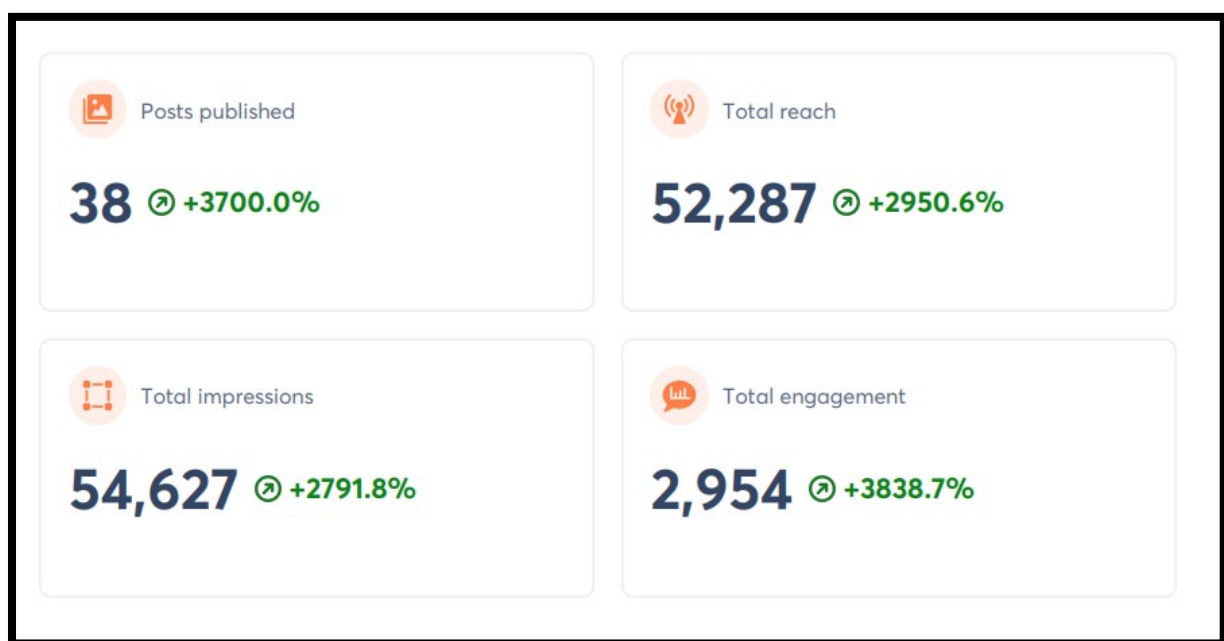 Posts published
38 +3700.0%
Total reach
52,287 +2950.6%
Total impressions
54,627 +2791.8%
Total engagement
2,954 +3838.7%